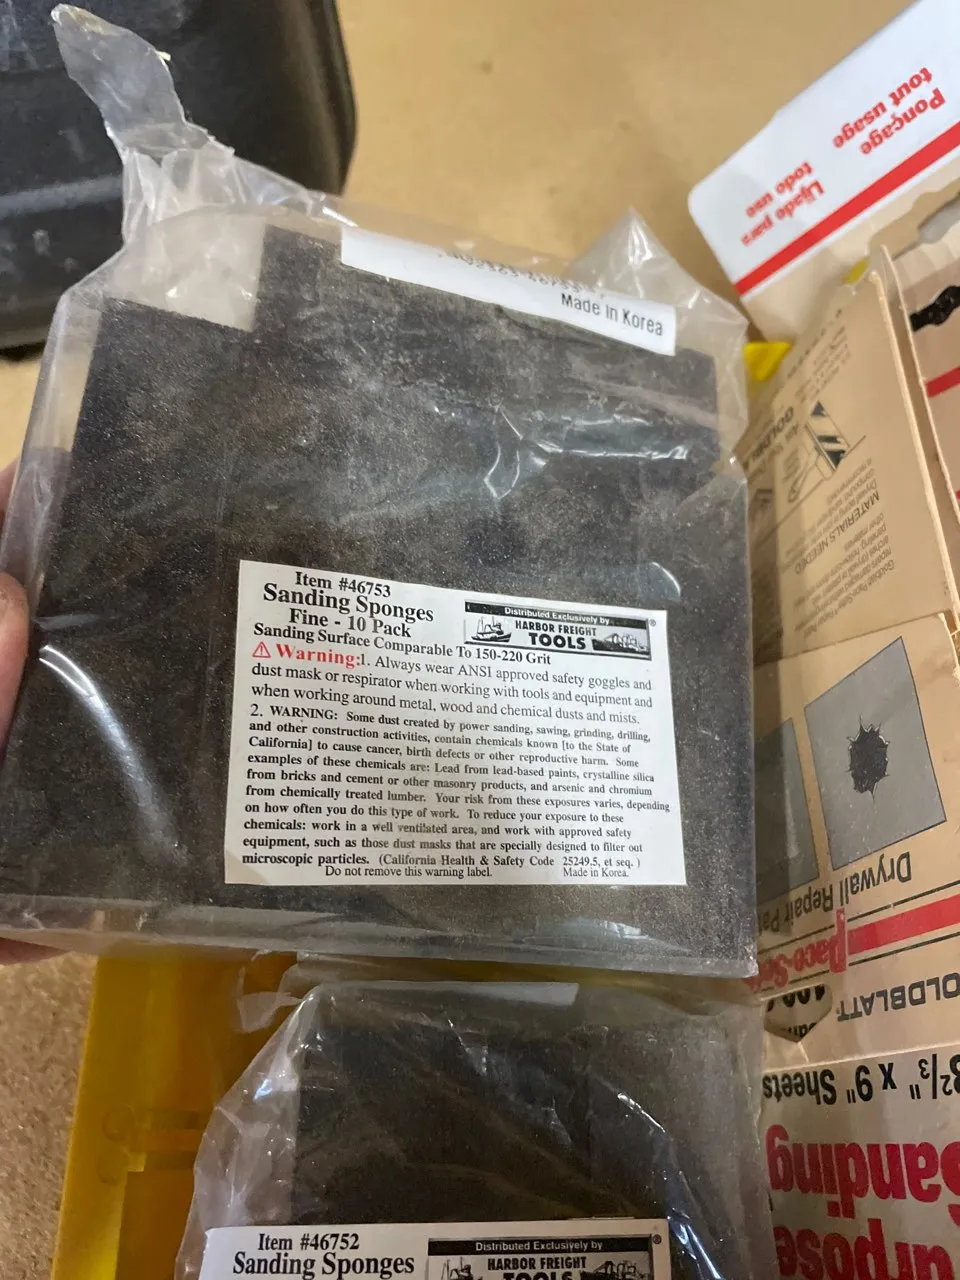 Made in Korea
Item #46753
Sanding Sponges
Fine - 10 Pack
Sanding Surface Comparable To 150-220 Grit
Distributed Exclusively by
HARBOR FREIGHT
TOOLS
®
⚠ Warning:1. Always wear ANSI approved safety goggles and
dust mask or respirator when working with tools and equipment and
when working around metal, wood and chemical dusts and mists.
2. WARNING: Some dust created by power sanding, sawing, grinding, drilling,
and other construction activities, contain chemicals known [to the State of
California] to cause cancer, birth defects or other reproductive harm. Some
examples of these chemicals are: Lead from lead-based paints, crystalline silica
from bricks and cement or other masonry products, and arsenic and chromium
from chemically treated lumber. Your risk from these exposures varies, depending
on how often you do this type of work. To reduce your exposure to these
chemicals: work in a well ventilated area, and work with approved safety
equipment, such as those dust masks that are specially designed to filter out
microscopic particles. (California Health & Safety Code 25249.5, et seq. )
Do not remove this warning label. Made in Korea.
Item #46752
Sanding Sponges
Distributed Exclusively by
HARBOR FREIGHT
TOOLS
®
Ponçage
tout usage
Lijado para
todo uso
MATERIALS NEEDED
Drywall Repair
OLDBLATT
3 2/3" x 9" Sheets
anding
urpose